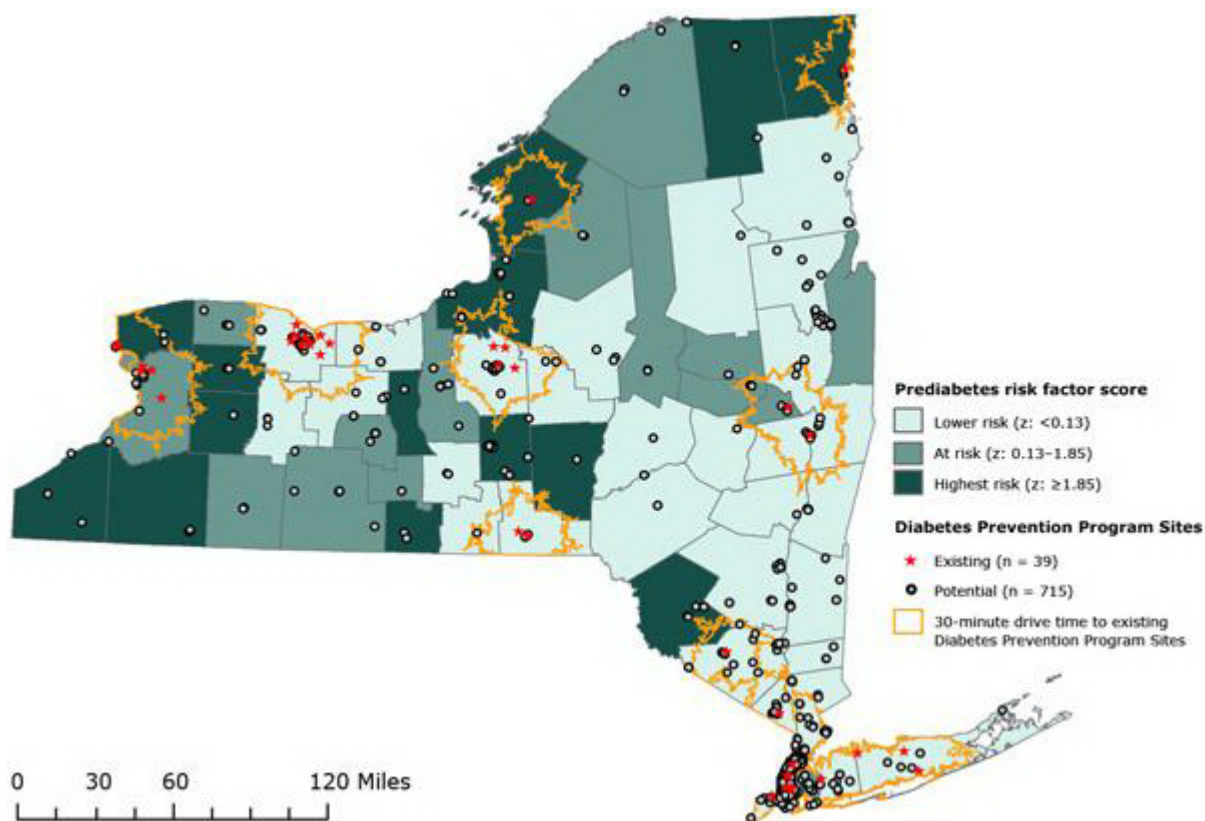 Prediabetes risk factor score
Lower risk (z: <0.13)
At risk (z: 0.13–1.85)
Highest risk (z: ≥1.85)
Diabetes Prevention Program Sites
Existing (n = 39)
Potential (n = 715)
30-minute drive time to existing
Diabetes Prevention Program Sites
0 30 60 120 Miles